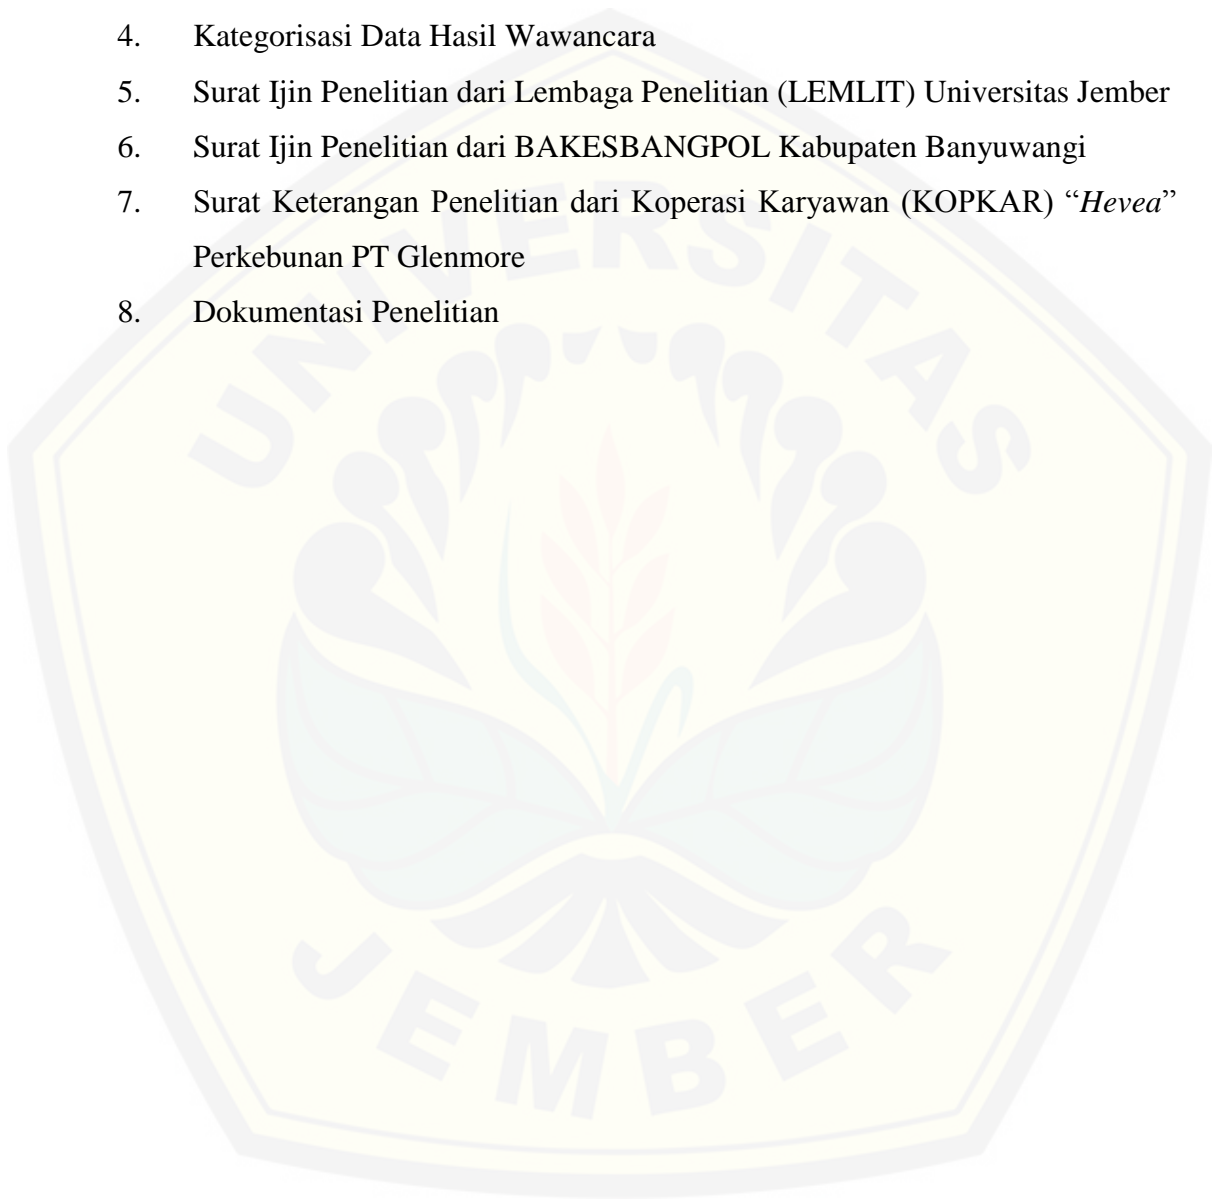 4. Kategorisasi Data Hasil Wawancara
5. Surat Ijin Penelitian dari Lembaga Penelitian (LEMLIT) Universitas Jember
6. Surat Ijin Penelitian dari BAKESBANGPOL Kabupaten Banyuwangi
7. Surat Keterangan Penelitian dari Koperasi Karyawan (KOPKAR) “Hevea”
Perkebunan PT Glenmore
8. Dokumentasi Penelitian
UNIVERSITAS
JEMBER